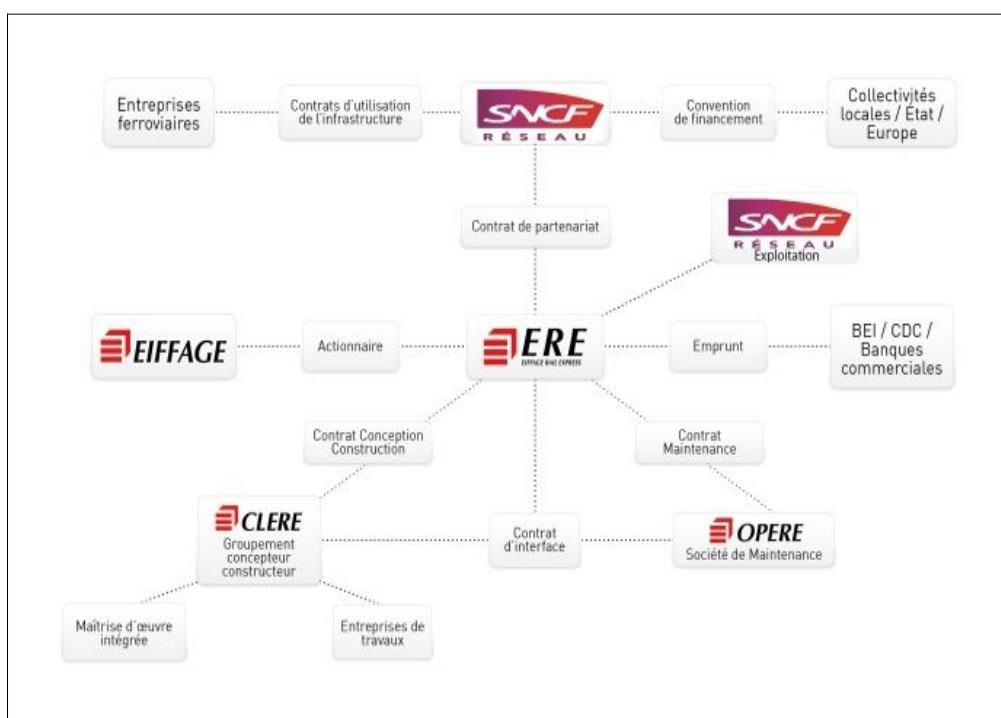 Entreprises
ferroviaires
Contrats d'utilisation
de l'infrastructure
SNCF
RÉSEAU
Convention
de financement
Collectivités
locales / État /
Europe
Contrat de partenariat
SNCF
RÉSEAU
Exploitation
EIFFAGE
Actionnaire
ERE
EIFFAGE RAIL EXPRESS
Emprunt
BEI / CDC /
Banques
commerciales
Contrat Conception
Construction
Contrat
Maintenance
CLERE
Groupement
concepteur
constructeur
Contrat
d'interface
OPERE
Société de Maintenance
Maîtrise d'œuvre
intégrée
Entreprises de
travaux